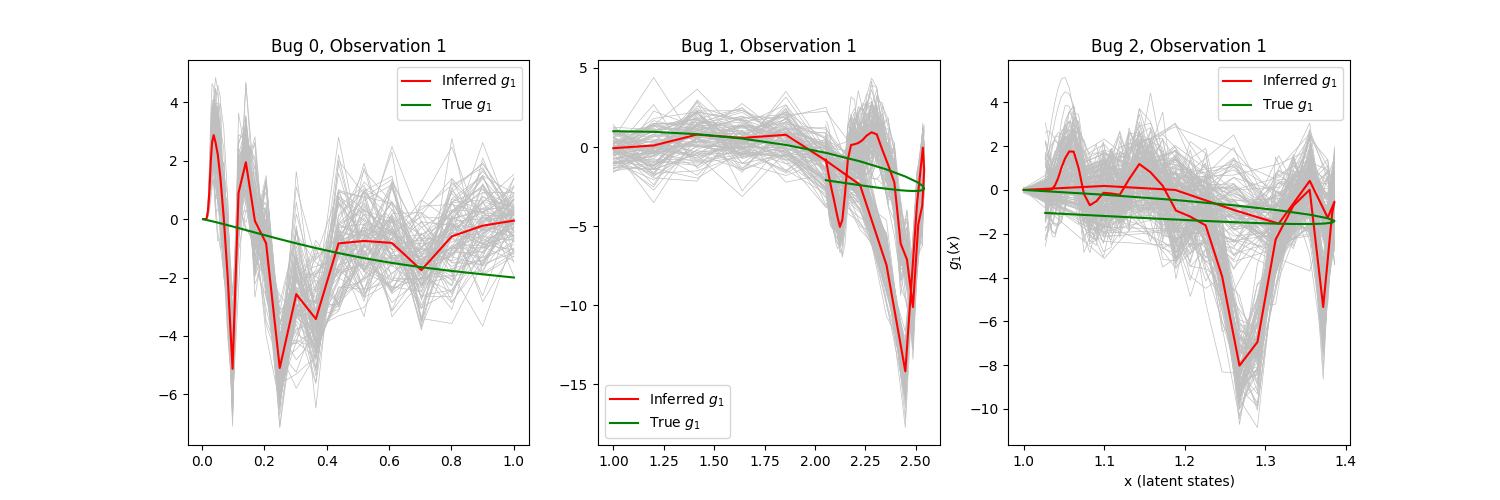 Bug 0, Observation 1
Inferred g₁
True g₁
4
2
0
−2
−4
−6
0.0 0.2 0.4 0.6 0.8 1.0
Bug 1, Observation 1
5
0
−5
−10
−15
Inferred g₁
True g₁
1.00 1.25 1.50 1.75 2.00 2.25 2.50
Bug 2, Observation 1
Inferred g₁
True g₁
g₁(x)
4
2
0
−2
−4
−6
−8
−10
1.0 1.1 1.2 1.3 1.4
x (latent states)